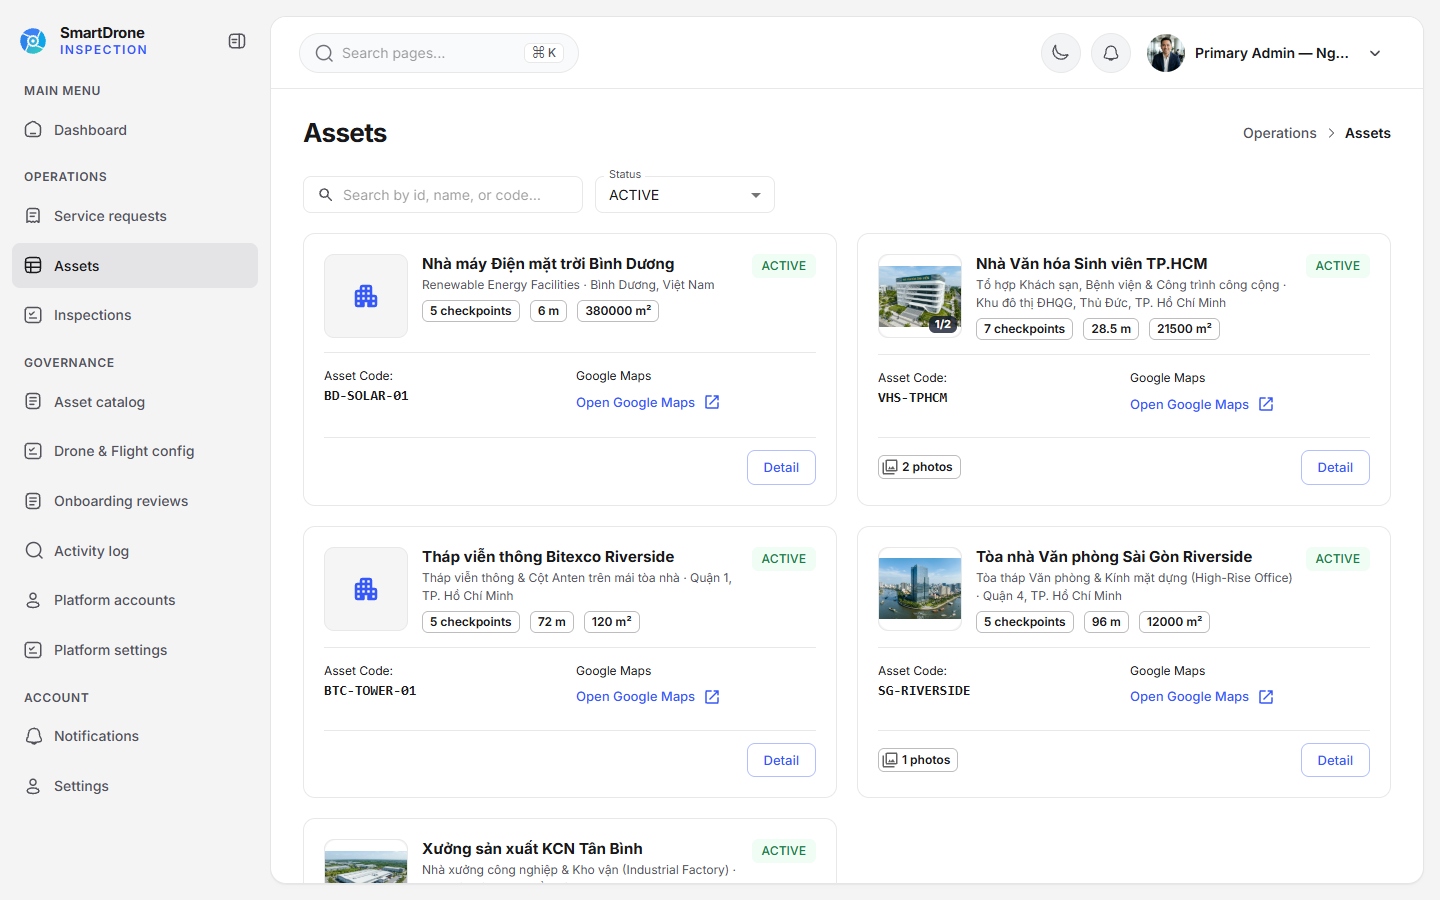 SmartDrone
INSPECTION
MAIN MENU
Dashboard
OPERATIONS
Service requests
Assets
Inspections
GOVERNANCE
Asset catalog
Drone & Flight config
Onboarding reviews
Activity log
Platform accounts
Platform settings
ACCOUNT
Notifications
Settings
Search pages...
⌘ K
Primary Admin — Ng...
Assets
Operations > Assets
Search by id, name, or code...
Status
ACTIVE
Nhà máy Điện mặt trời Bình Dương
ACTIVE
Renewable Energy Facilities · Bình Dương, Việt Nam
5 checkpoints
6 m
380000 m²
Asset Code:
BD-SOLAR-01
Google Maps
Open Google Maps
Detail
Nhà Văn hóa Sinh viên TP.HCM
ACTIVE
Tổ hợp Khách sạn, Bệnh viện & Công trình công cộng ·
Khu đô thị ĐHQG, Thủ Đức, TP. Hồ Chí Minh
1/2
7 checkpoints
28.5 m
21500 m²
Asset Code:
VHS-TPHCM
Google Maps
Open Google Maps
2 photos
Detail
Tháp viễn thông Bitexco Riverside
ACTIVE
Tháp viễn thông & Cột Anten trên mái tòa nhà · Quận 1,
TP. Hồ Chí Minh
5 checkpoints
72 m
120 m²
Asset Code:
BTC-TOWER-01
Google Maps
Open Google Maps
Detail
Tòa nhà Văn phòng Sài Gòn Riverside
ACTIVE
Tòa tháp Văn phòng & Kính mặt dựng (High-Rise Office)
· Quận 4, TP. Hồ Chí Minh
5 checkpoints
96 m
12000 m²
Asset Code:
SG-RIVERSIDE
Google Maps
Open Google Maps
1 photos
Detail
Xưởng sản xuất KCN Tân Bình
ACTIVE
Nhà xưởng công nghiệp & Kho vận (Industrial Factory) ·